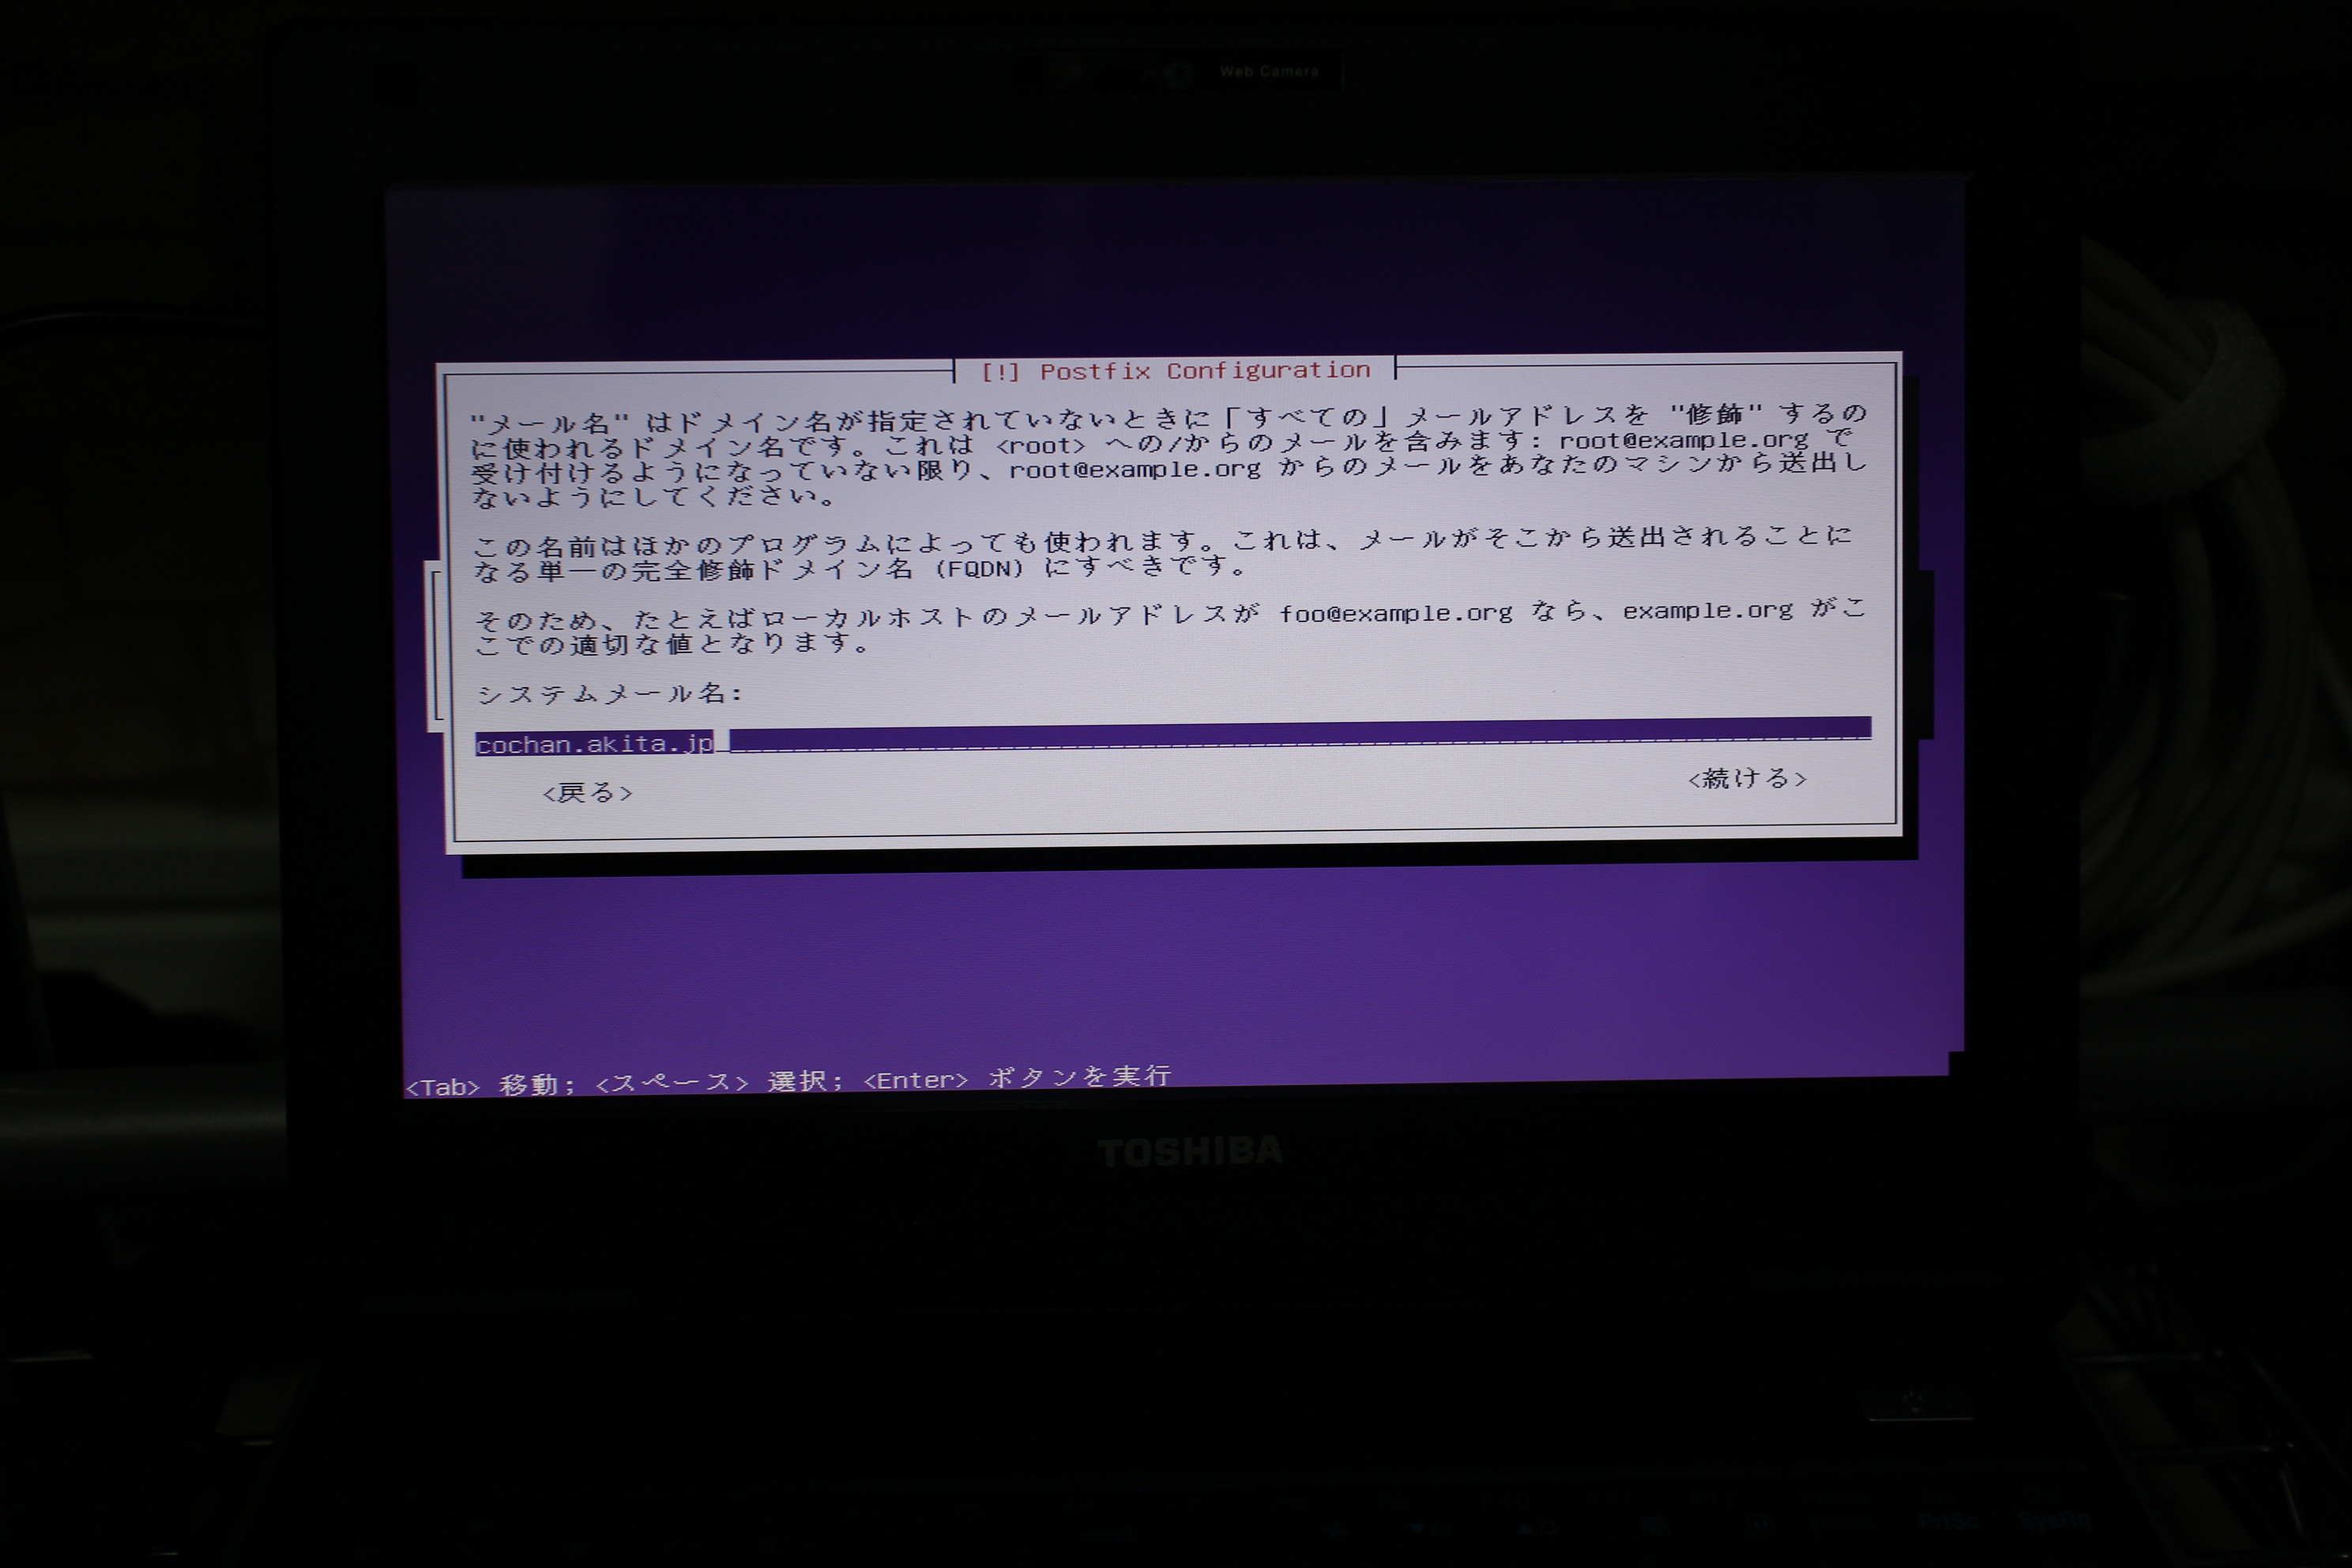 Web Camera
[!] Postfix Configuration
"メール名" はドメイン名が指定されていないときに「すべての」メールアドレスを "修飾" するの
に使われるドメイン名です。これは <root> への/からのメールを含みます: root@example.org で
受け付けるようになっていない限り、root@example.org からのメールをあなたのマシンから送出し
ないようにしてください。
この名前はほかのプログラムによっても使われます。これは、メールがそこから送出されることに
なる単一の完全修飾ドメイン名 (FQDN) にすべきです。
そのため、たとえばローカルホストのメールアドレスが foo@example.org なら、example.org がこ
こでの適切な値となります。
システムメール名:
cochan.akita.jp
<戻る> <続ける>
<Tab> 移動; <スペース> 選択; <Enter> ボタンを実行
TOSHIBA
PrtSc SysRq